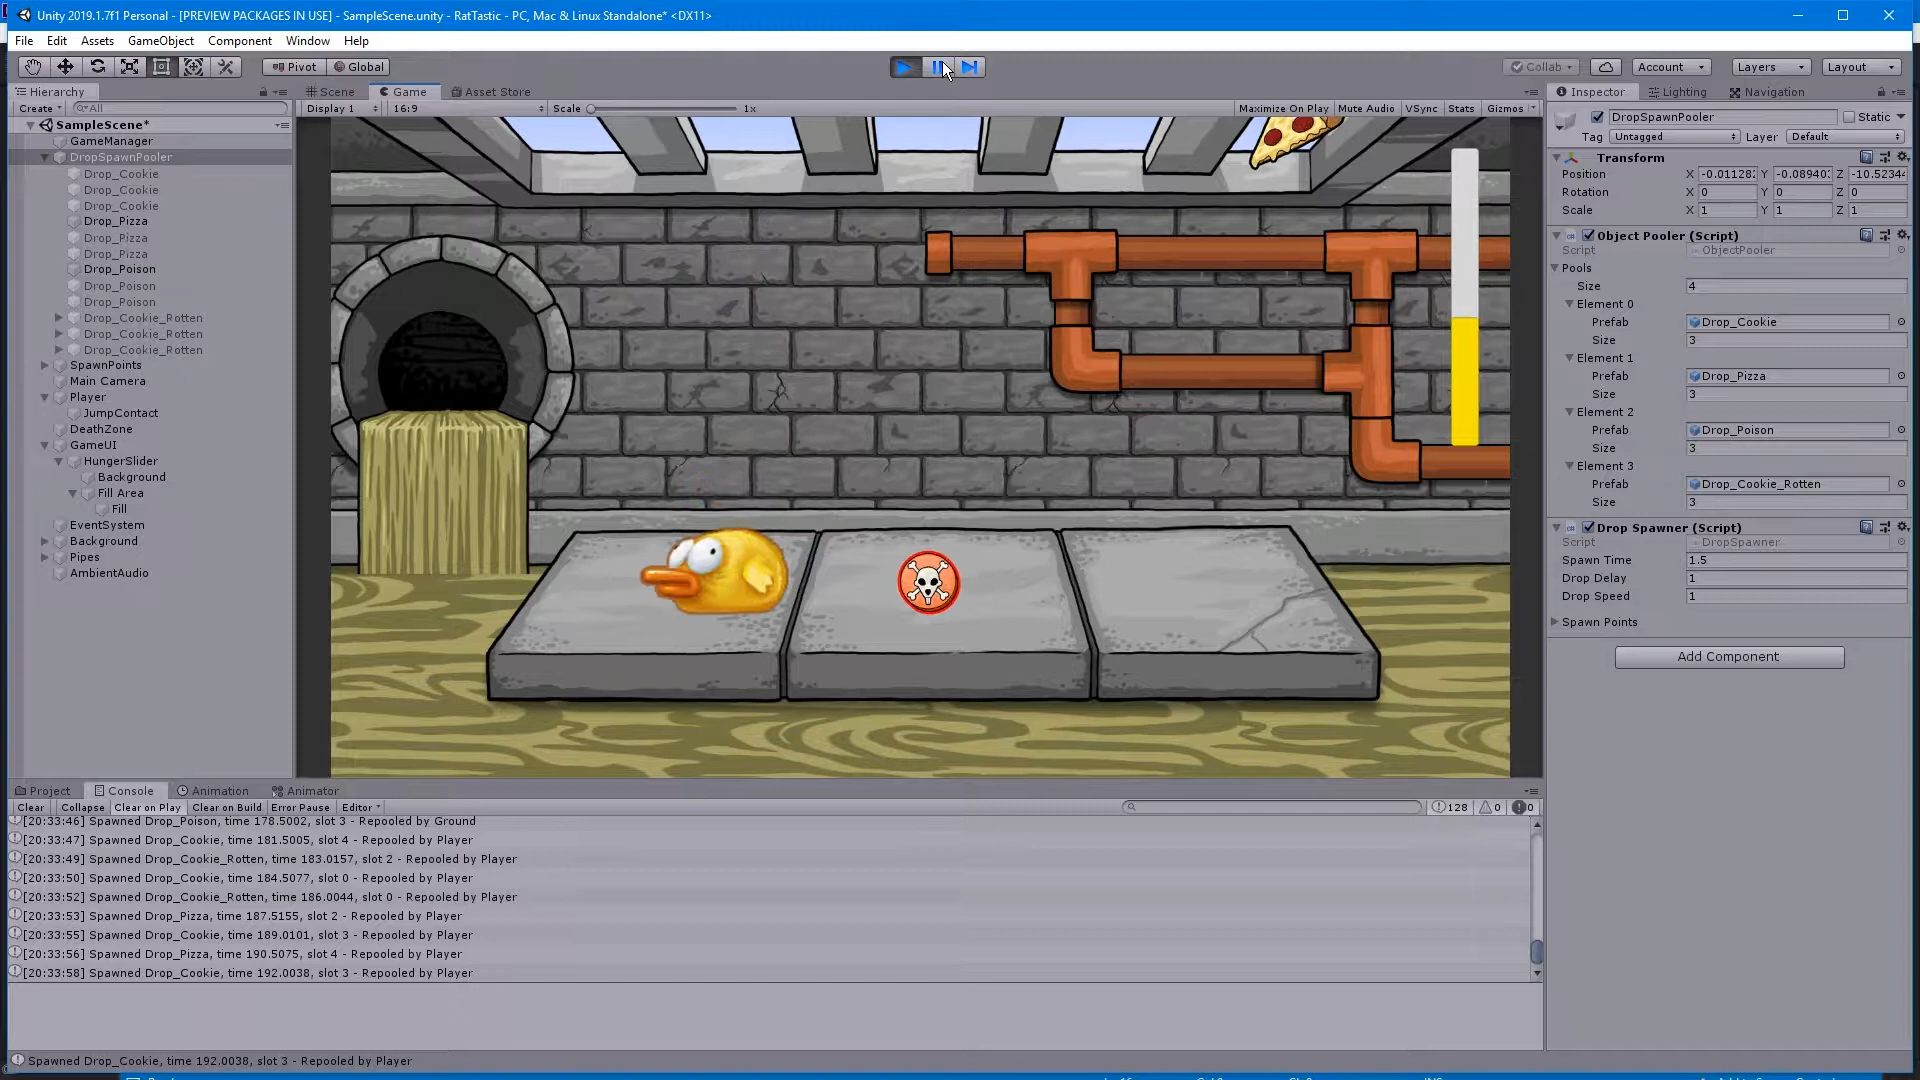 Unity 2019.1.7f1 Personal - [PREVIEW PACKAGES IN USE] - SampleScene.unity - RatTastic - PC, Mac & Linux Standalone* <DX11>
File Edit Assets GameObject Component Window Help
Pivot Global Collab Account Layers Layout
Hierarchy Scene Game Asset Store Inspector Lighting Navigation
Create All Display 1 16:9 Scale 1x Maximize On Play Mute Audio VSync Stats Gizmos
SampleScene*
GameManager
DropSpawnPooler
Drop_Cookie
Drop_Cookie
Drop_Cookie
Drop_Pizza
Drop_Pizza
Drop_Pizza
Drop_Poison
Drop_Poison
Drop_Poison
Drop_Cookie_Rotten
Drop_Cookie_Rotten
Drop_Cookie_Rotten
SpawnPoints
Main Camera
Player
JumpContact
DeathZone
GameUI
HungerSlider
Background
Fill Area
Fill
EventSystem
Background
Pipes
AmbientAudio
DropSpawnPooler Static
Tag Untagged Layer Default
Transform
Position X -0.01128 Y -0.0894 Z -10.5234
Rotation X 0 Y 0 Z 0
Scale X 1 Y 1 Z 1
Object Pooler (Script)
Script ObjectPooler
Pools
Size 4
Element 0
Prefab Drop_Cookie
Size 3
Element 1
Prefab Drop_Pizza
Size 3
Element 2
Prefab Drop_Poison
Size 3
Element 3
Prefab Drop_Cookie_Rotten
Size 3
Drop Spawner (Script)
Script DropSpawner
Spawn Time 1.5
Drop Delay 1
Drop Speed 1
Spawn Points
Add Component
Project Console Animation Animator
Clear Collapse Clear on Play Clear on Build Error Pause Editor 128 0 0
[20:33:46] Spawned Drop_Poison, time 178.5002, slot 3 - Repooled by Ground
[20:33:47] Spawned Drop_Cookie, time 181.5005, slot 4 - Repooled by Player
[20:33:49] Spawned Drop_Cookie_Rotten, time 183.0157, slot 2 - Repooled by Player
[20:33:50] Spawned Drop_Cookie, time 184.5077, slot 0 - Repooled by Player
[20:33:52] Spawned Drop_Cookie_Rotten, time 186.0044, slot 0 - Repooled by Player
[20:33:53] Spawned Drop_Pizza, time 187.5155, slot 2 - Repooled by Player
[20:33:55] Spawned Drop_Cookie, time 189.0101, slot 3 - Repooled by Player
[20:33:56] Spawned Drop_Pizza, time 190.5075, slot 4 - Repooled by Player
[20:33:58] Spawned Drop_Cookie, time 192.0038, slot 3 - Repooled by Player
Spawned Drop_Cookie, time 192.0038, slot 3 - Repooled by Player